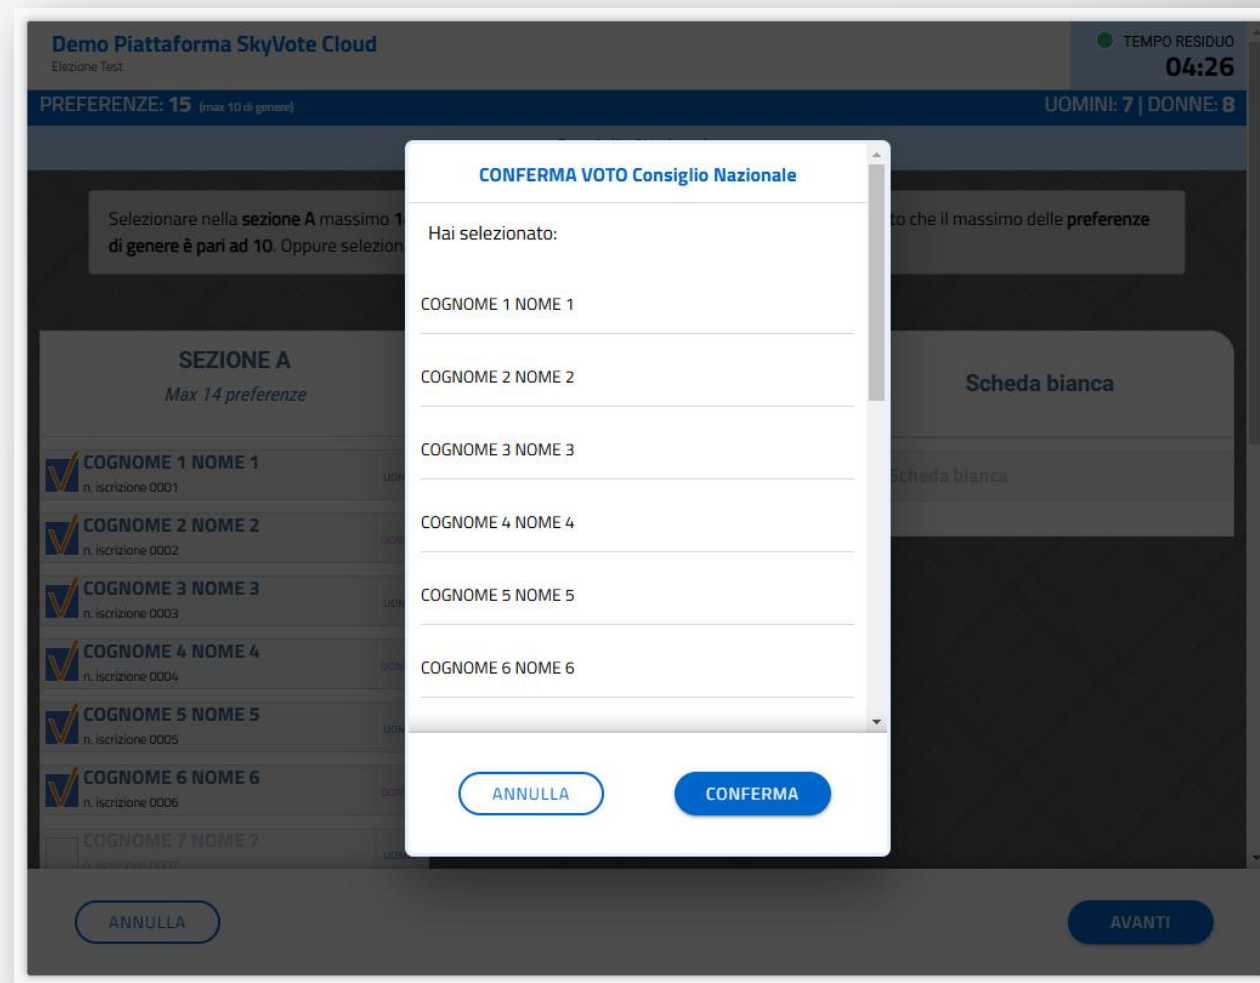 Demo Piattaforma SkyVote Cloud
Elezione Test
TEMPO RESIDUO
04:26
PREFERENZE: 15 (max 10 di genere)
UOMINI: 7 | DONNE: 8
CONFERMA VOTO Consiglio Nazionale
Hai selezionato:
COGNOME 1 NOME 1
COGNOME 2 NOME 2
COGNOME 3 NOME 3
COGNOME 4 NOME 4
COGNOME 5 NOME 5
COGNOME 6 NOME 6
ANNULLA
CONFERMA
Selezionare nella sezione A massimo
che il massimo delle preferenze
di genere è pari ad 10. Oppure
SEZIONE A
Max 14 preferenze
Scheda bianca
COGNOME 1 NOME 1
n. iscrizione 0001
Scheda bianca
COGNOME 2 NOME 2
n. iscrizione 0002
COGNOME 3 NOME 3
n. iscrizione 0003
COGNOME 4 NOME 4
n. iscrizione 0004
COGNOME 5 NOME 5
n. iscrizione 0005
COGNOME 6 NOME 6
n. iscrizione 0006
COGNOME 7 NOME 7
ANNULLA
AVANTI